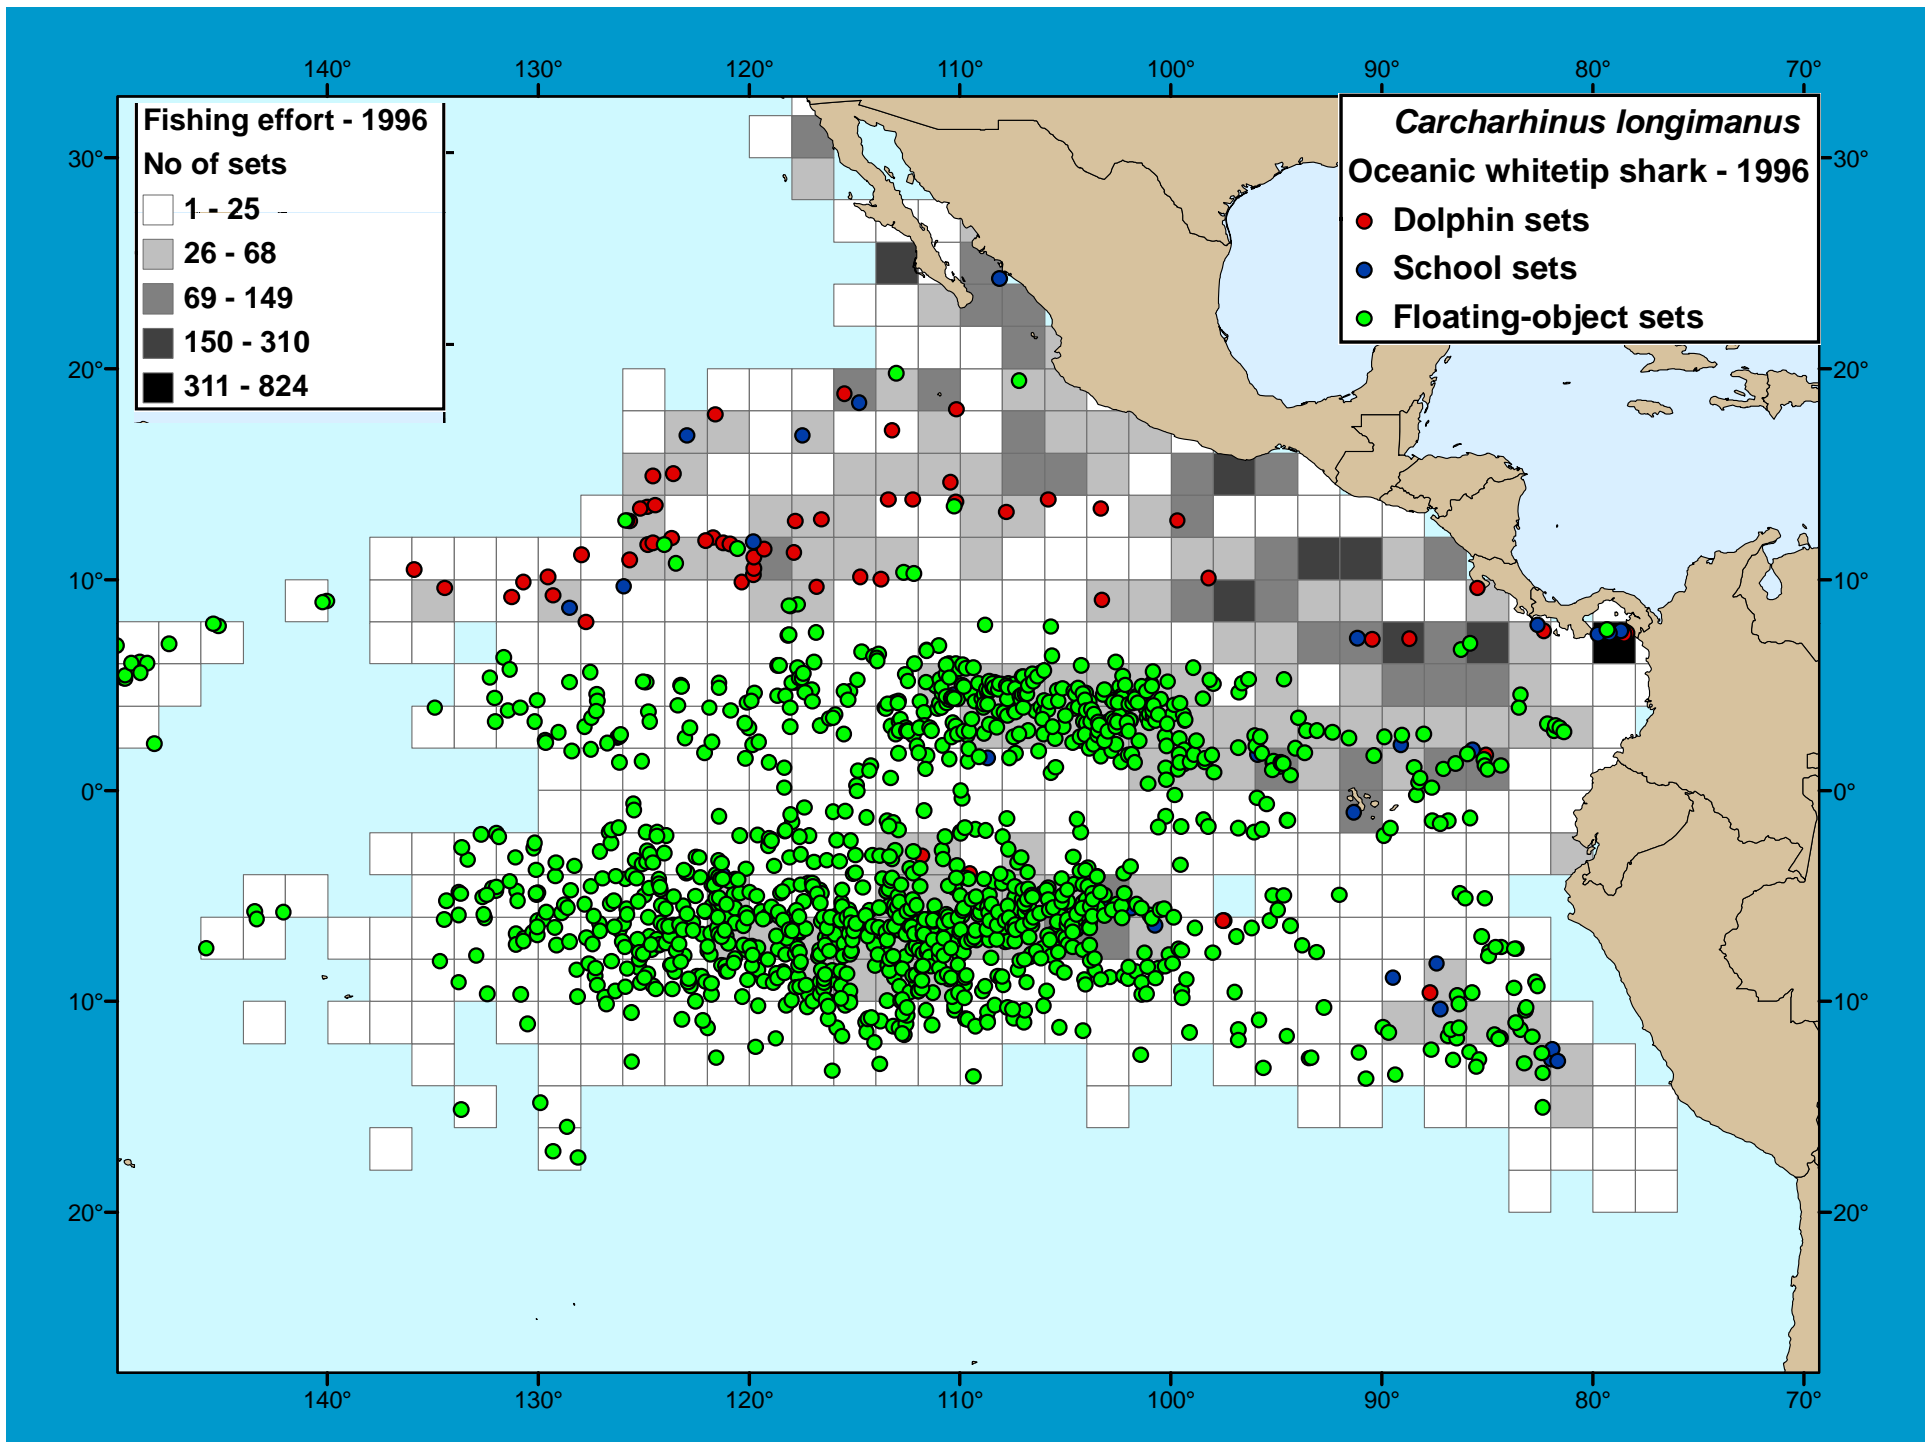 140° 130° 120° 110° 100° 90° 80° 70°
Fishing effort - 1996
No of sets
1 - 25
26 - 68
69 - 149
150 - 310
311 - 824
Carcharhinus longimanus
Oceanic whitetip shark - 1996
Dolphin sets
School sets
Floating-object sets
30° 30°
20° 20°
10° 10°
0° 0°
10° 10°
20° 20°
140° 130° 120° 110° 100° 90° 80° 70°